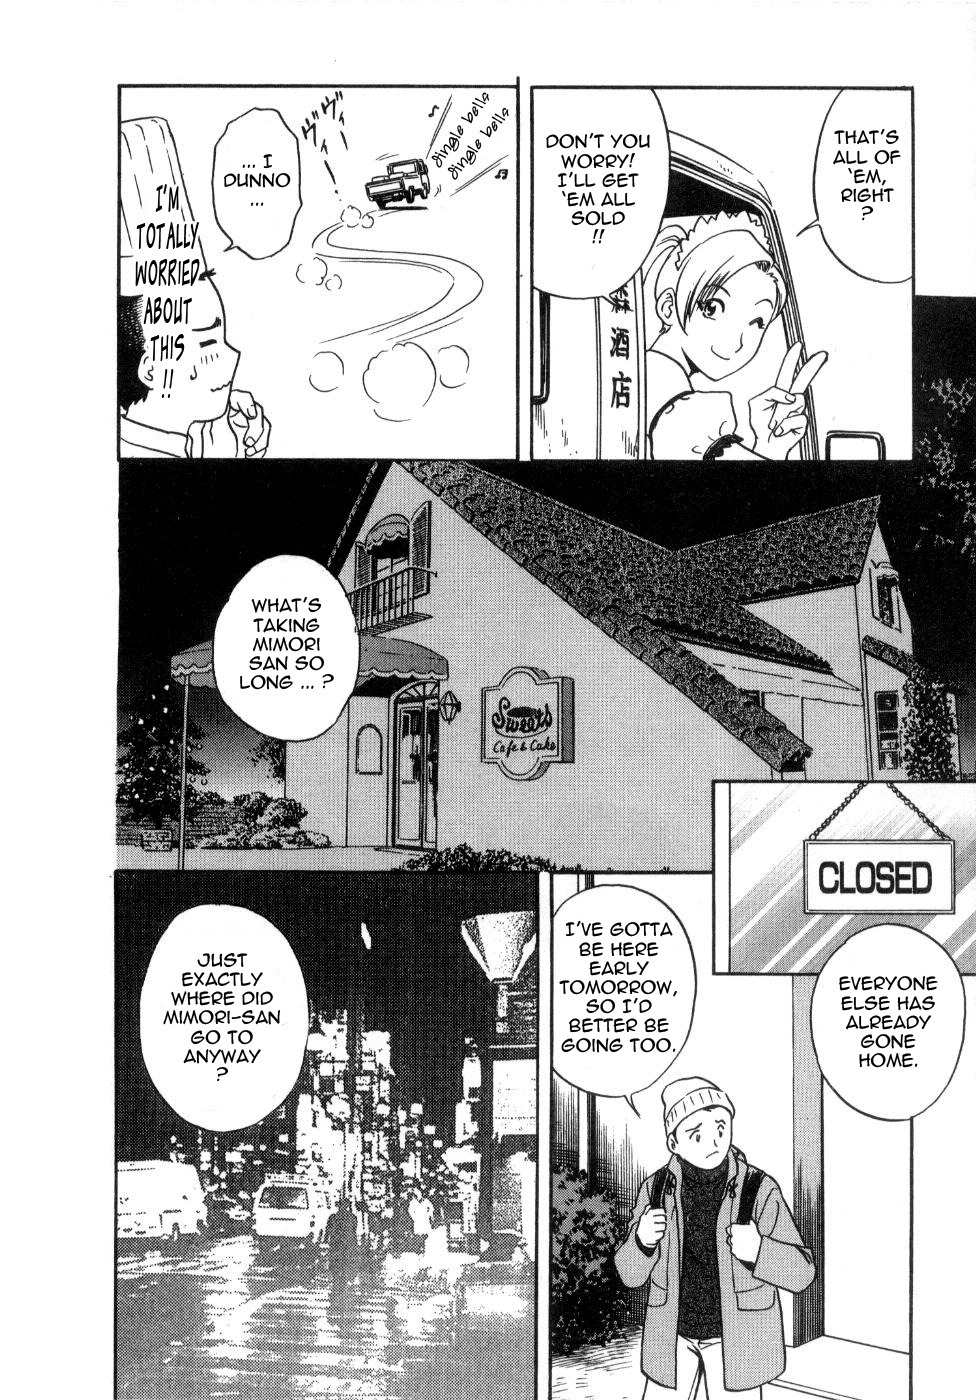 THAT'S
ALL OF
'EM,
RIGHT
?
DON'T YOU
WORRY!
I'LL GET
'EM ALL
SOLD
!!
森酒店
Jingle bells
Jingle bells
ヴィー
... I
DUNNO
...
I'M
TOTALLY
WORRIED
ABOUT
THIS
!!
WHAT'S
TAKING
MIMORI
SAN SO
LONG ... ?
Sweets
Cafe & Cake
CLOSED
EVERYONE
ELSE HAS
ALREADY
GONE
HOME.
I'VE GOTTA
BE HERE
EARLY
TOMORROW,
SO I'D
BETTER BE
GOING TOO.
JUST
EXACTLY
WHERE DID
MIMORI-SAN
GO TO
ANYWAY
?